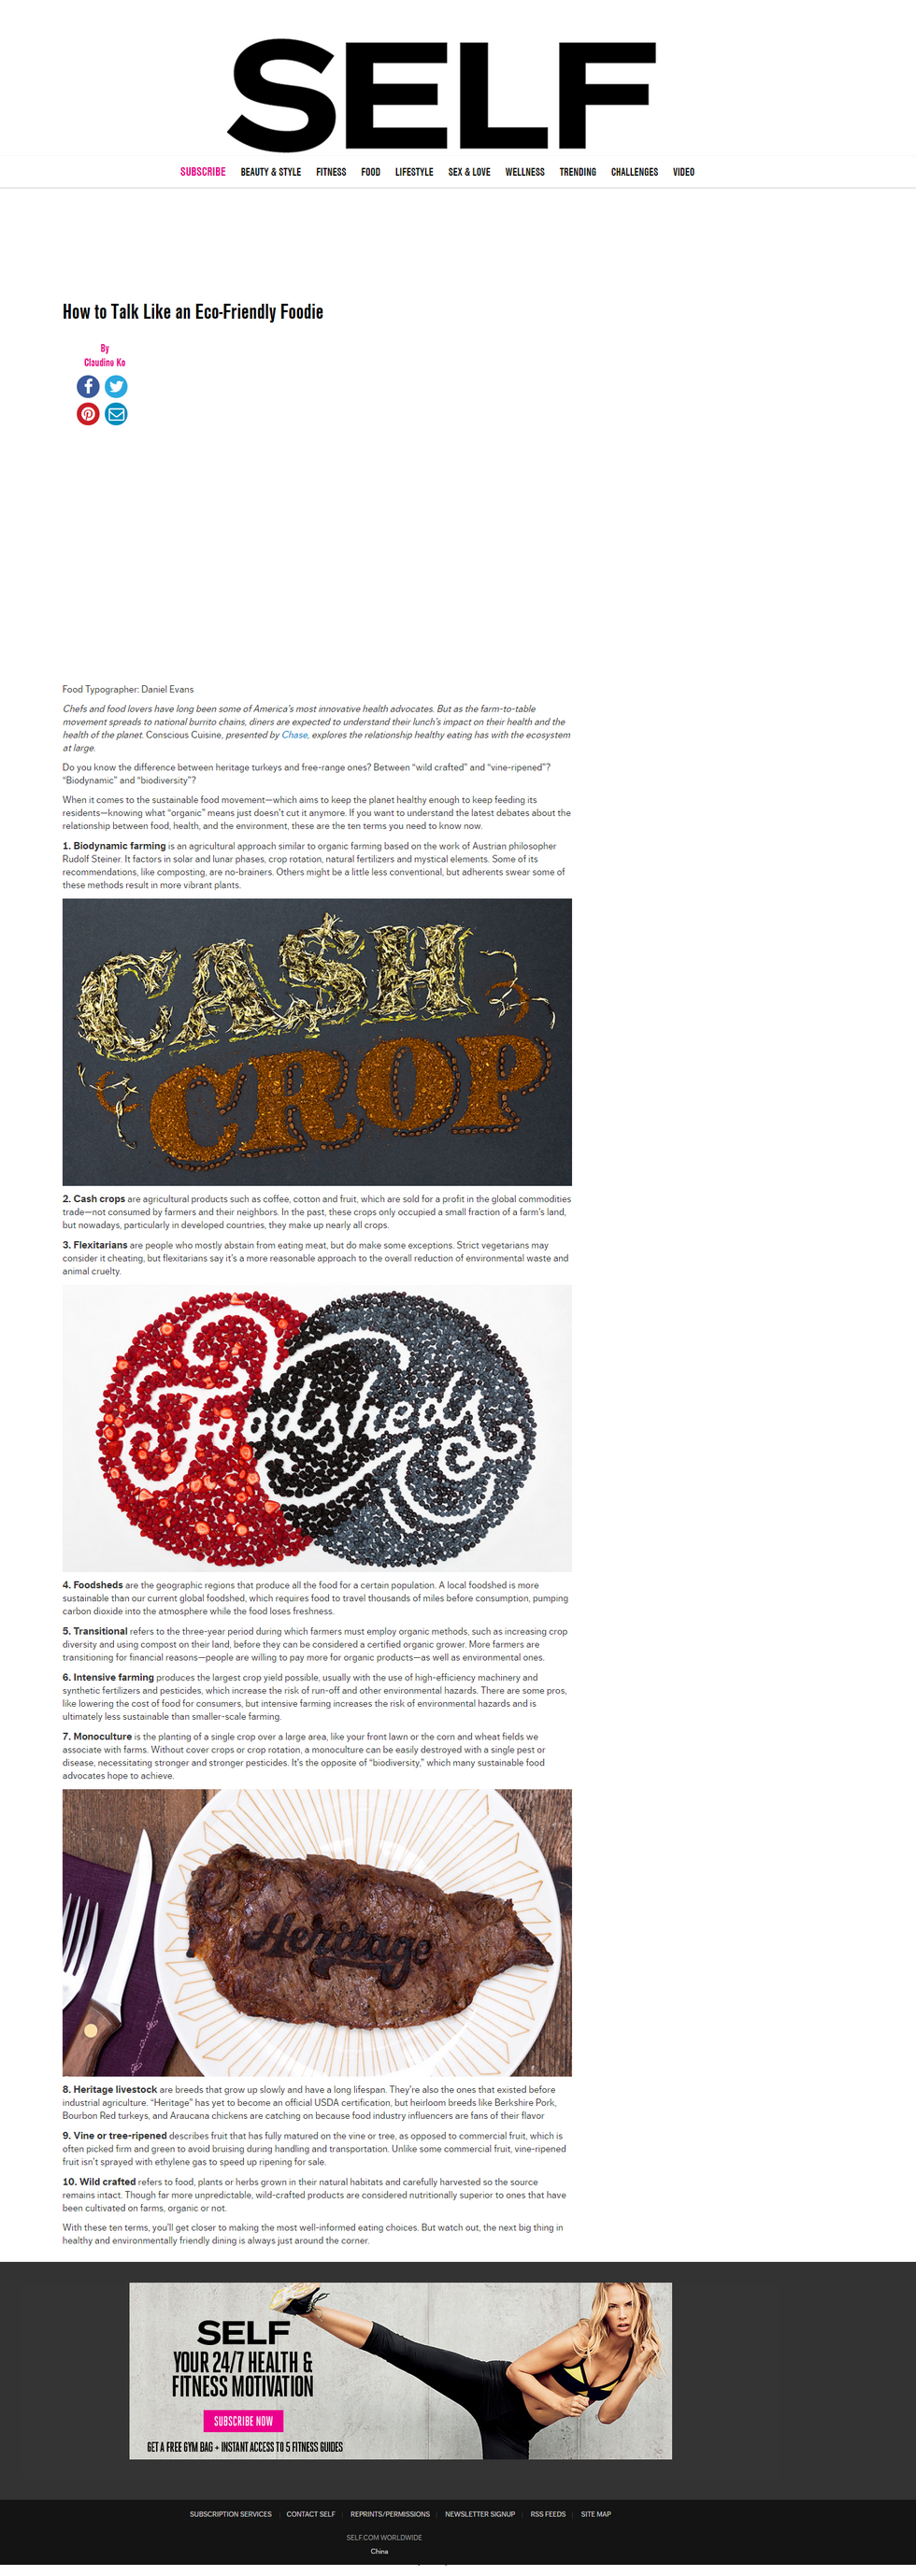 SELF
SUBSCRIBE BEAUTY & STYLE FITNESS FOOD LIFESTYLE SEX & LOVE WELLNESS TRENDING CHALLENGES VIDEO
How to Talk Like an Eco-Friendly Foodie
By
Claudine Ko
Food Typographer: Daniel Evans
Chefs and food lovers have long been some of America's most innovative health advocates. But as the farm-to-table
movement spreads to national burrito chains, diners are expected to understand their lunch's impact on their health and the
health of the planet. Conscious Cuisine, presented by Chase, explores the relationship healthy eating has with the ecosystem
at large.
Do you know the difference between heritage turkeys and free-range ones? Between “wild crafted” and “vine-ripened”?
“Biodynamic” and “biodiversity”?
When it comes to the sustainable food movement—which aims to keep the planet healthy enough to keep feeding its
residents—knowing what “organic” means just doesn't cut it anymore. If you want to understand the latest debates about the
relationship between food, health, and the environment, these are the ten terms you need to know now.
1. Biodynamic farming is an agricultural approach similar to organic farming based on the work of Austrian philosopher
Rudolf Steiner. It factors in solar and lunar phases, crop rotation, natural fertilizers and mystical elements. Some of its
recommendations, like composting, are no-brainers. Others might be a little less conventional, but adherents swear some of
these methods result in more vibrant plants.
CASH
CROP
2. Cash crops are agricultural products such as coffee, cotton and fruit, which are sold for a profit in the global commodities
trade—not consumed by farmers and their neighbors. In the past, these crops only occupied a small fraction of a farm's land,
but nowadays, particularly in developed countries, they make up nearly all crops.
3. Flexitarians are people who mostly abstain from eating meat, but do make some exceptions. Strict vegetarians may
consider it cheating, but flexitarians say it's a more reasonable approach to the overall reduction of environmental waste and
animal cruelty.
4. Foodsheds are the geographic regions that produce all the food for a certain population. A local foodshed is more
sustainable than our current global foodshed, which requires food to travel thousands of miles before consumption, pumping
carbon dioxide into the atmosphere while the food loses freshness.
5. Transitional refers to the three-year period during which farmers must employ organic methods, such as increasing crop
diversity and using compost on their land, before they can be considered a certified organic grower. More farmers are
transitioning for financial reasons—people are willing to pay more for organic products—as well as environmental ones.
6. Intensive farming produces the largest crop yield possible, usually with the use of high-efficiency machinery and
synthetic fertilizers and pesticides, which increase the risk of run-off and other environmental hazards. There are some pros,
like lowering the cost of food for consumers, but intensive farming increases the risk of environmental hazards and is
ultimately less sustainable than smaller-scale farming.
7. Monoculture is the planting of a single crop over a large area, like your front lawn or the corn and wheat fields we
associate with farms. Without cover crops or crop rotation, a monoculture can be easily destroyed with a single pest or
disease, necessitating stronger and stronger pesticides. It's the opposite of “biodiversity,” which many sustainable food
advocates hope to achieve.
Heritage
8. Heritage livestock are breeds that grow up slowly and have a long lifespan. They're also the ones that existed before
industrial agriculture. “Heritage” has yet to become an official USDA certification, but heirloom breeds like Berkshire Pork,
Bourbon Red turkeys, and Araucana chickens are catching on because food industry influencers are fans of their flavor
9. Vine or tree-ripened describes fruit that has fully matured on the vine or tree, as opposed to commercial fruit, which is
often picked firm and green to avoid bruising during handling and transportation. Unlike some commercial fruit, vine-ripened
fruit isn't sprayed with ethylene gas to speed up ripening for sale.
10. Wild crafted refers to food, plants or herbs grown in their natural habitats and carefully harvested so the source
remains intact. Though far more unpredictable, wild-crafted products are considered nutritionally superior to ones that have
been cultivated on farms, organic or not.
With these ten terms, you'll get closer to making the most well-informed eating choices. But watch out, the next big thing in
healthy and environmentally friendly dining is always just around the corner.
SELF
YOUR 24/7 HEALTH &
FITNESS MOTIVATION
SUBSCRIBE NOW
GET A FREE GYM BAG + INSTANT ACCESS TO 5 FITNESS GUIDES
SUBSCRIPTION SERVICES | CONTACT SELF | REPRINTS/PERMISSIONS | NEWSLETTER SIGNUP | RSS FEEDS | SITE MAP
SELF.COM WORLDWIDE
China